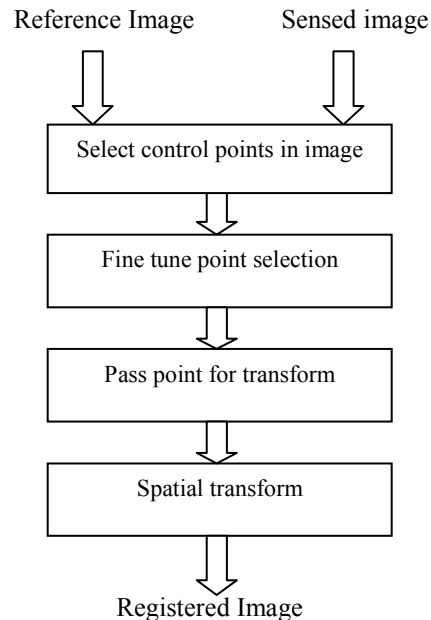 Reference Image
Sensed image
Select control points in image
Fine tune point selection
Pass point for transform
Spatial transform
Registered Image